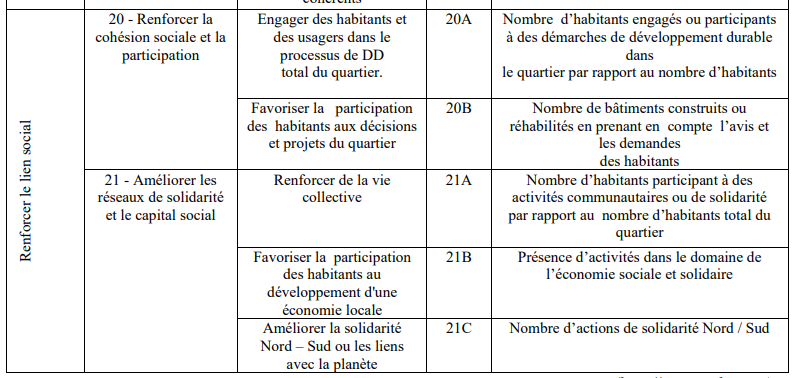 cohérents
20 - Renforcer la
cohésion sociale et la
participation
Engager des habitants et
des usagers dans le
processus de DD
total du quartier.
20A
Nombre d’habitants engagés ou participants
à des démarches de développement durable
dans
le quartier par rapport au nombre d’habitants
Favoriser la participation
des habitants aux décisions
et projets du quartier
20B
Nombre de bâtiments construits ou
réhabilités en prenant en compte l’avis et
les demandes
des habitants
Renforcer le lien social
21 - Améliorer les
réseaux de solidarité
et le capital social
Renforcer de la vie
collective
21A
Nombre d’habitants participant à des
activités communautaires ou de solidarité
par rapport au nombre d’habitants total du
quartier
Favoriser la participation
des habitants au
développement d'une
économie locale
21B
Présence d’activités dans le domaine de
l’économie sociale et solidaire
Améliorer la solidarité
Nord – Sud ou les liens
avec la planète
21C
Nombre d’actions de solidarité Nord / Sud